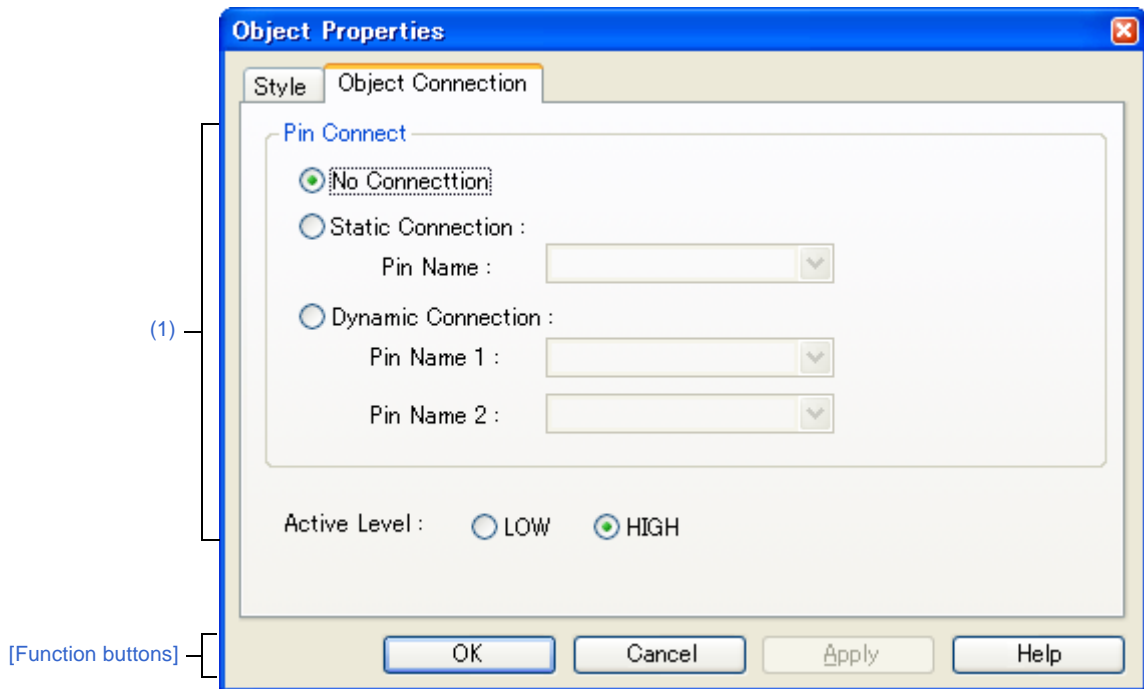 Object Properties
Style
Object Connection
Pin Connect
No Connecttion
Static Connection :
Pin Name :
(1)
Dynamic Connection :
Pin Name 1 :
Pin Name 2 :
Active Level :
LOW
HIGH
[Function buttons]
OK
Cancel
Apply
Help